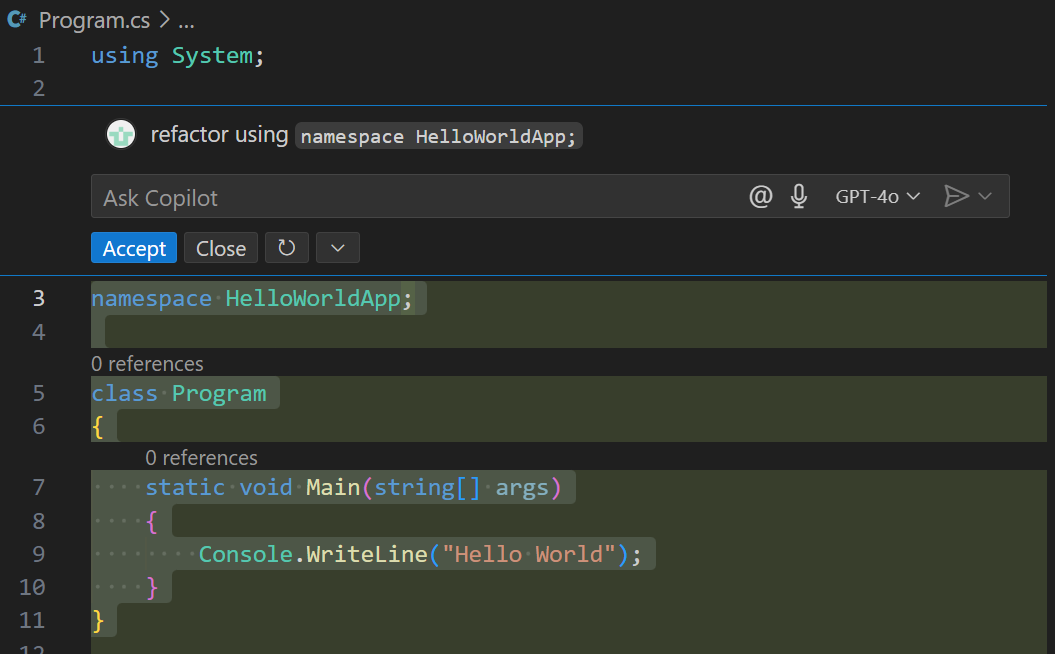 Program.cs > ...
1 using System;
2
refactor using namespace HelloWorldApp;
Ask Copilot @ GPT-4o
Accept Close
3 namespace HelloWorldApp;
4
0 references
5 class Program
6 {
0 references
7 static void Main(string[] args)
8 {
9 Console.WriteLine("Hello World");
10 }
11 }
12